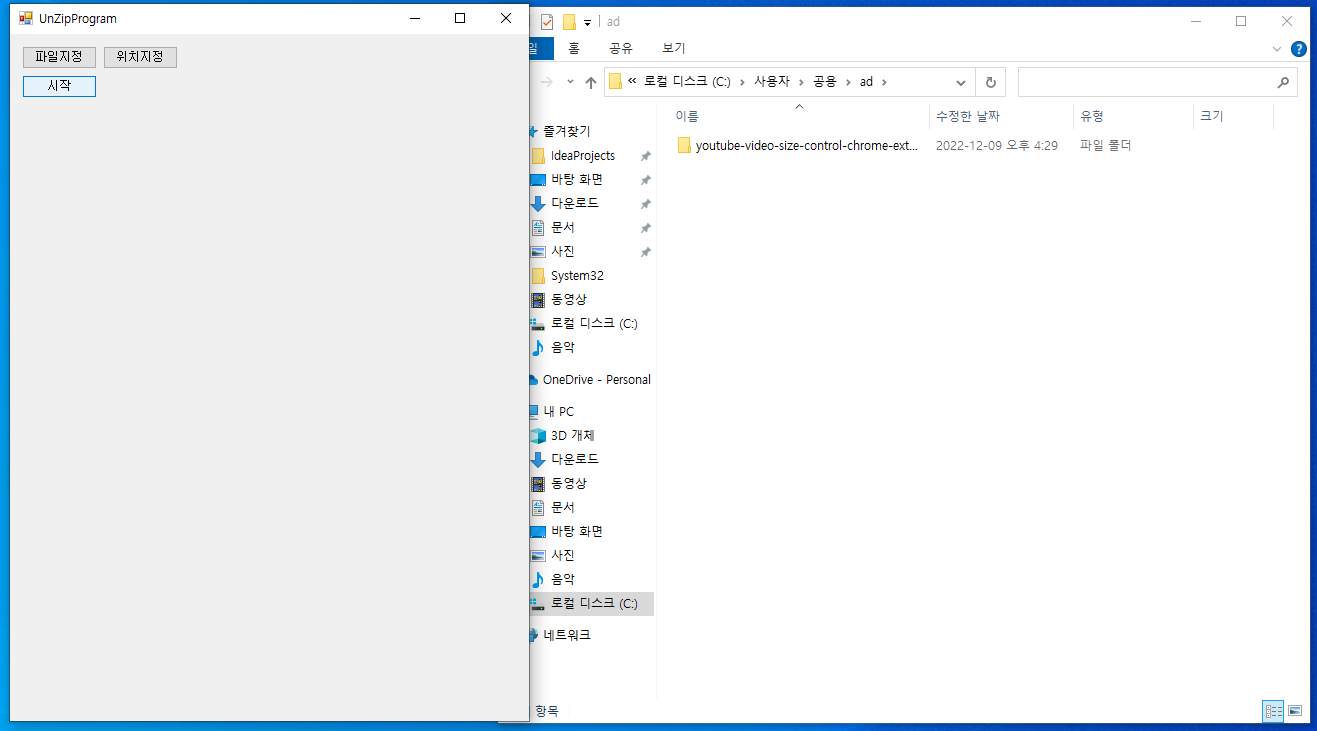 UnZipProgram
파일지정 위치지정
시작
ad
일 홈 공유 보기
« 로컬 디스크 (C:) > 사용자 > 공용 > ad >
이름 수정한 날짜 유형 크기
youtube-video-size-control-chrome-ext... 2022-12-09 오후 4:29 파일 폴더
즐겨찾기
IdeaProjects
바탕 화면
다운로드
문서
사진
System32
동영상
로컬 디스크 (C:)
음악
OneDrive - Personal
내 PC
3D 개체
다운로드
동영상
문서
바탕 화면
사진
음악
로컬 디스크 (C:)
네트워크
항목